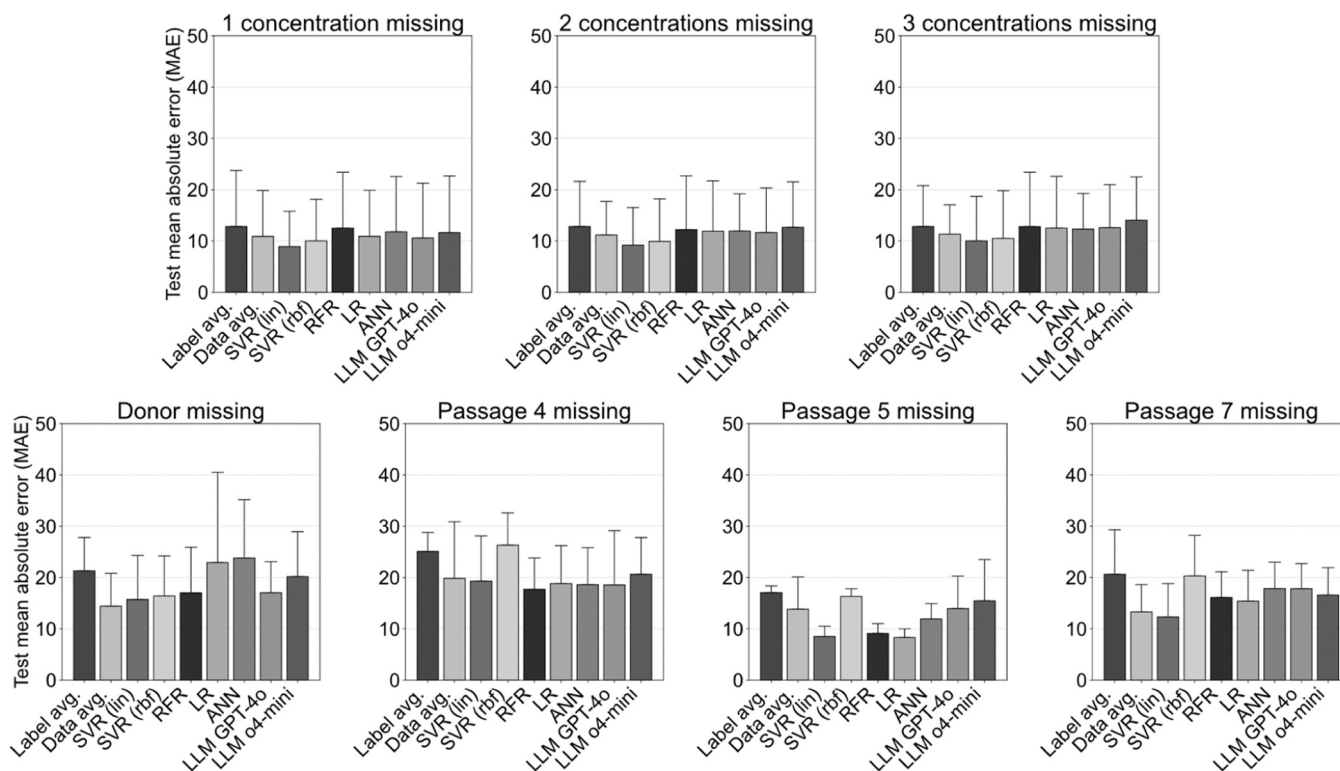 1 concentration missing
2 concentrations missing
3 concentrations missing
Test mean absolute error (MAE)
50
40
30
20
10
0
Label avg.
Data avg.
SVR (lin)
SVR (rbf)
RFR
LR
ANN
LLM GPT-4o
LLM o4-mini
50
40
30
20
10
0
Label avg.
Data avg.
SVR (lin)
SVR (rbf)
RFR
LR
ANN
LLM GPT-4o
LLM o4-mini
50
40
30
20
10
0
Label avg.
Data avg.
SVR (lin)
SVR (rbf)
RFR
LR
ANN
LLM GPT-4o
LLM o4-mini
Donor missing
Passage 4 missing
Passage 5 missing
Passage 7 missing
Test mean absolute error (MAE)
50
40
30
20
10
0
Label avg.
Data avg.
SVR (lin)
SVR (rbf)
RFR
LR
ANN
LLM GPT-4o
LLM o4-mini
50
40
30
20
10
0
Label avg.
Data avg.
SVR (lin)
SVR (rbf)
RFR
LR
ANN
LLM GPT-4o
LLM o4-mini
50
40
30
20
10
0
Label avg.
Data avg.
SVR (lin)
SVR (rbf)
RFR
LR
ANN
LLM GPT-4o
LLM o4-mini
50
40
30
20
10
0
Label avg.
Data avg.
SVR (lin)
SVR (rbf)
RFR
LR
ANN
LLM GPT-4o
LLM o4-mini